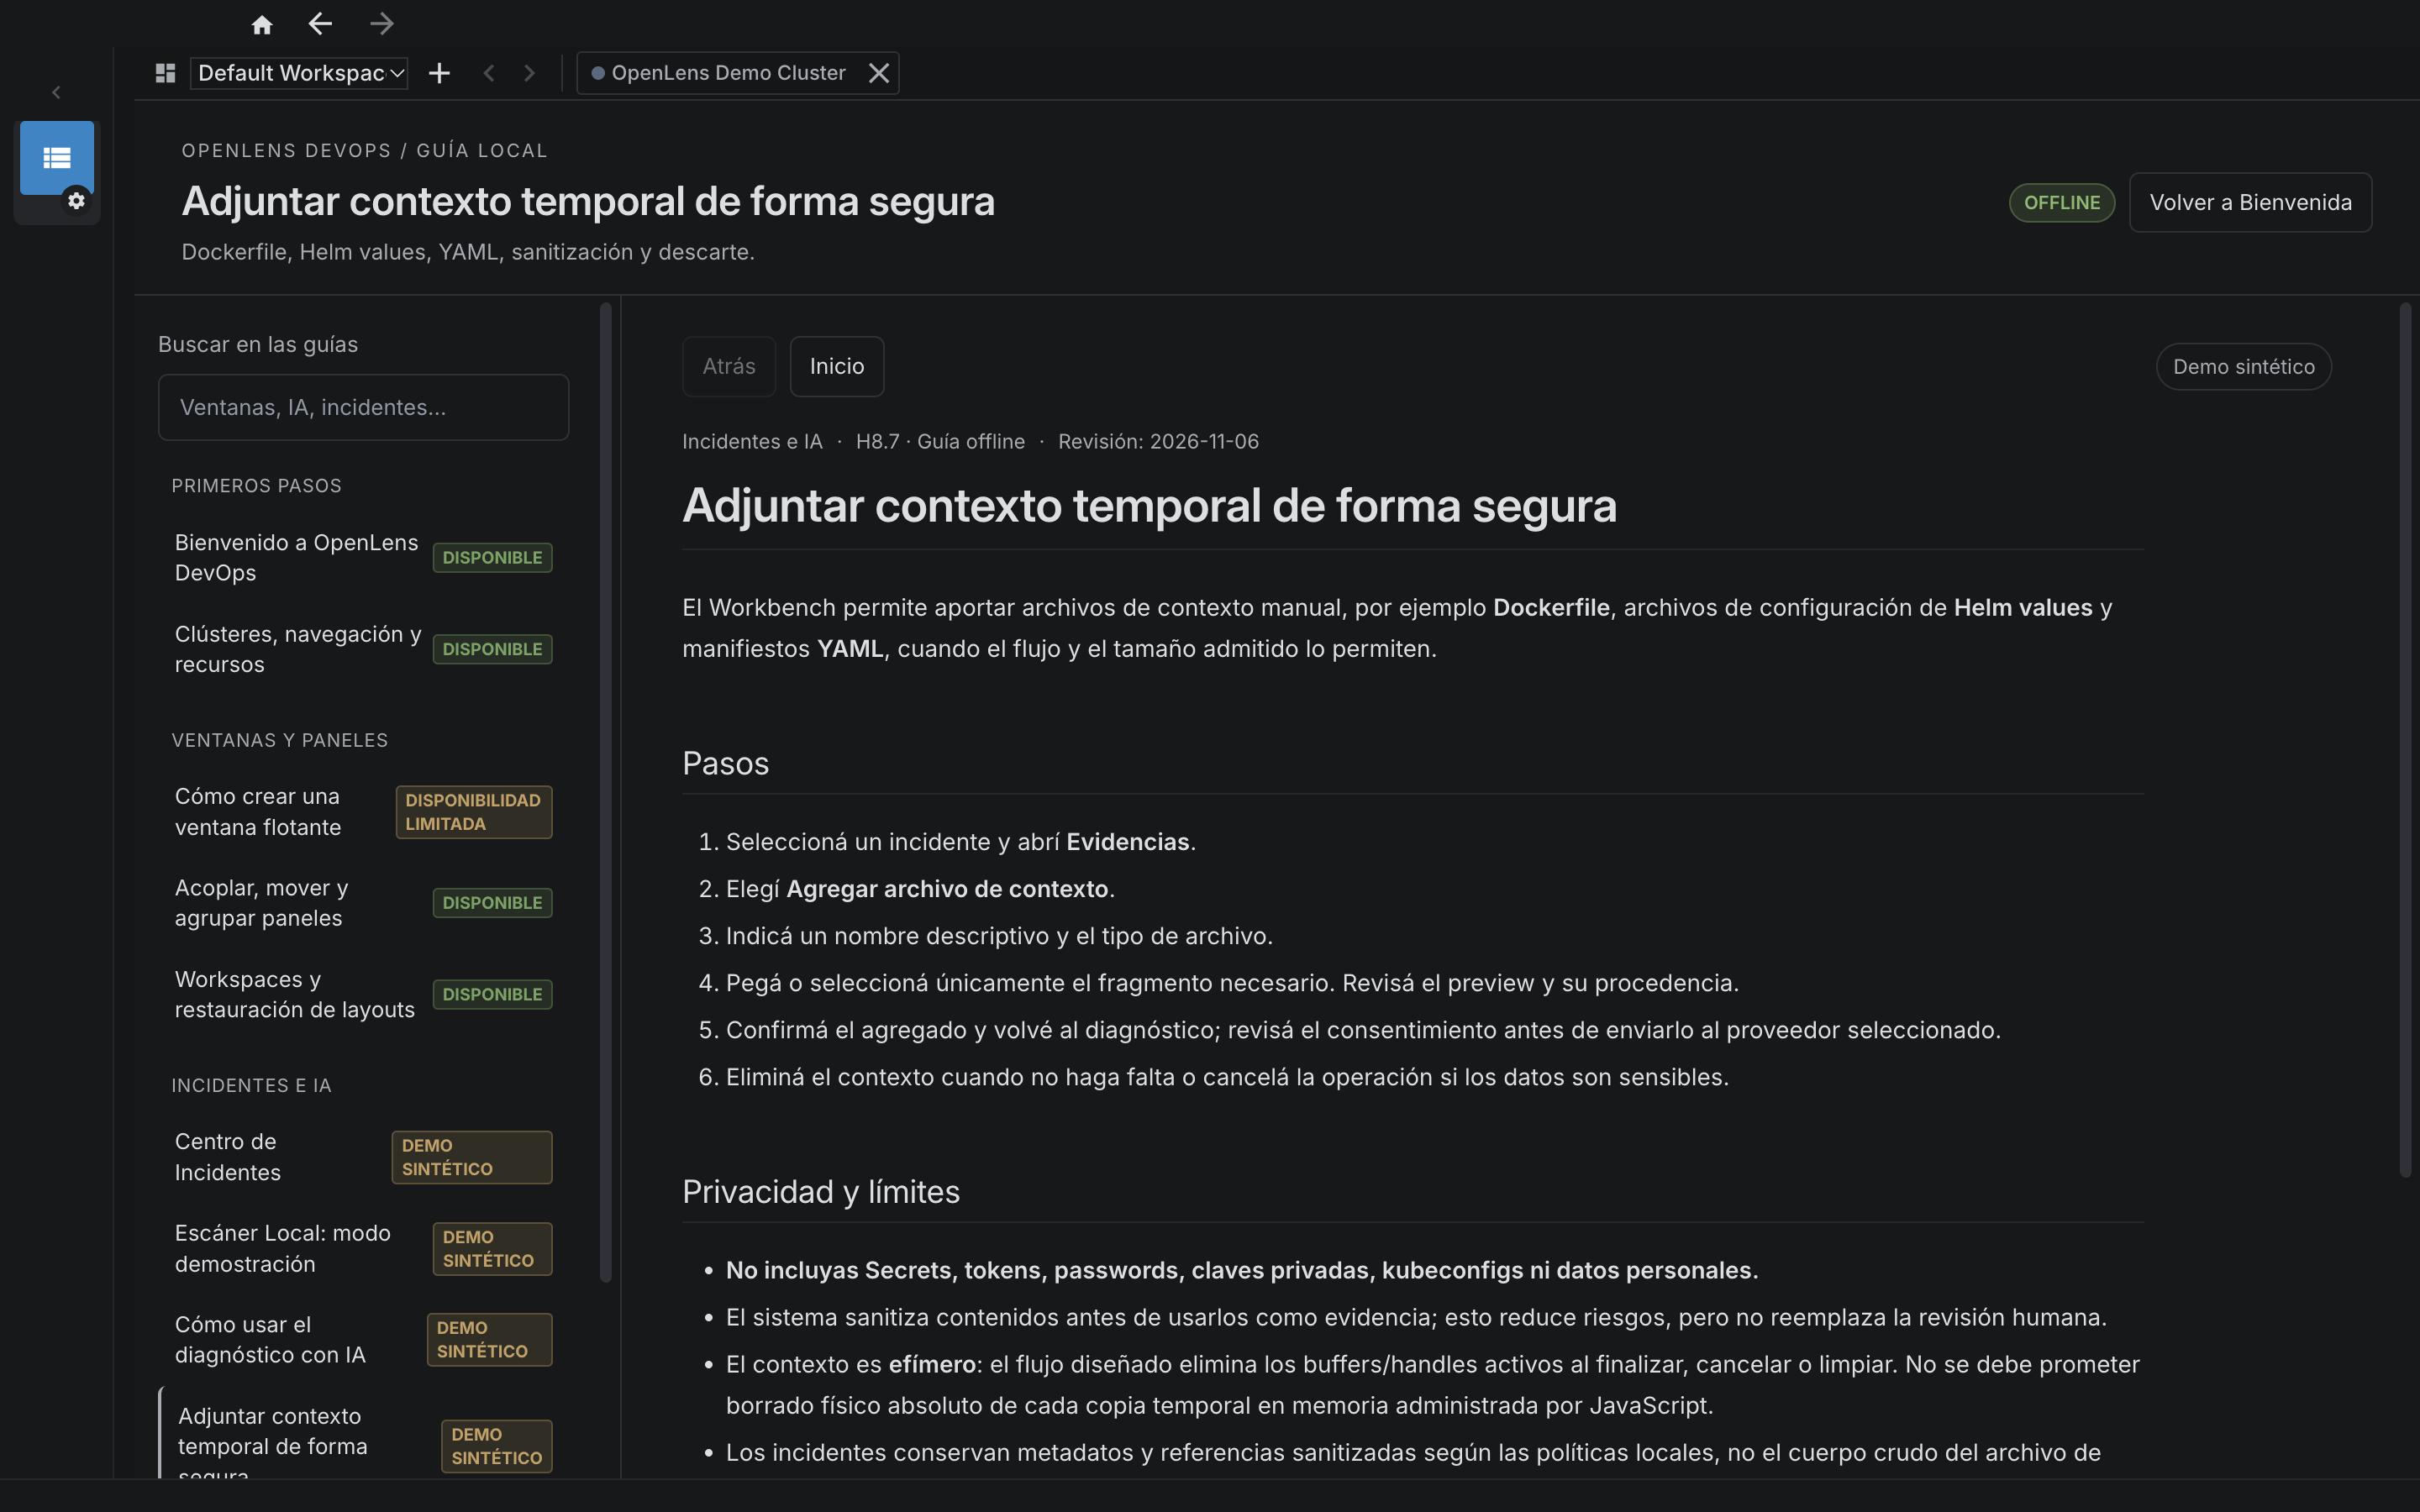 Default Workspac
OpenLens Demo Cluster
OPENLENS DEVOPS / GUÍA LOCAL
Adjuntar contexto temporal de forma segura
Dockerfile, Helm values, YAML, sanitización y descarte.
OFFLINE
Volver a Bienvenida
Buscar en las guías
Ventanas, IA, incidentes...
PRIMEROS PASOS
Bienvenido a OpenLens
DevOps
DISPONIBLE
Clústeres, navegación y
recursos
DISPONIBLE
VENTANAS Y PANELES
Cómo crear una
ventana flotante
DISPONIBILIDAD
LIMITADA
Acoplar, mover y
agrupar paneles
DISPONIBLE
Workspaces y
restauración de layouts
DISPONIBLE
INCIDENTES E IA
Centro de
Incidentes
DEMO
SINTÉTICO
Escáner Local: modo
demostración
DEMO
SINTÉTICO
Cómo usar el
diagnóstico con IA
DEMO
SINTÉTICO
Adjuntar contexto
temporal de forma
segura
DEMO
SINTÉTICO
Atrás
Inicio
Demo sintético
Incidentes e IA · H8.7 · Guía offline · Revisión: 2026-11-06
Adjuntar contexto temporal de forma segura
El Workbench permite aportar archivos de contexto manual, por ejemplo Dockerfile, archivos de configuración de Helm values y
manifiestos YAML, cuando el flujo y el tamaño admitido lo permiten.
Pasos
1. Seleccioná un incidente y abrí Evidencias.
2. Elegí Agregar archivo de contexto.
3. Indicá un nombre descriptivo y el tipo de archivo.
4. Pegá o seleccioná únicamente el fragmento necesario. Revisá el preview y su procedencia.
5. Confirmá el agregado y volvé al diagnóstico; revisá el consentimiento antes de enviarlo al proveedor seleccionado.
6. Eliminá el contexto cuando no haga falta o cancelá la operación si los datos son sensibles.
Privacidad y límites
• No incluyas Secrets, tokens, passwords, claves privadas, kubeconfigs ni datos personales.
• El sistema sanitiza contenidos antes de usarlos como evidencia; esto reduce riesgos, pero no reemplaza la revisión humana.
• El contexto es efímero: el flujo diseñado elimina los buffers/handles activos al finalizar, cancelar o limpiar. No se debe prometer
borrado físico absoluto de cada copia temporal en memoria administrada por JavaScript.
• Los incidentes conservan metadatos y referencias sanitizadas según las políticas locales, no el cuerpo crudo del archivo de